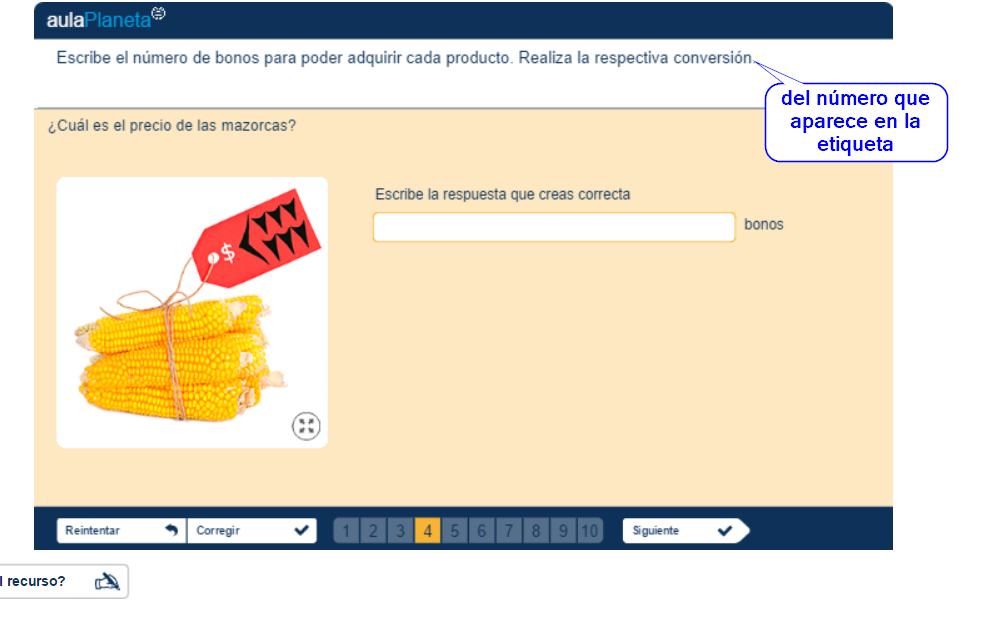 aulaPlaneta
Escribe el número de bonos para poder adquirir cada producto. Realiza la respectiva conversión.
del número que
aparece en la
etiqueta
¿Cuál es el precio de las mazorcas?
Escribe la respuesta que creas correcta
bonos
$ 𒌋𒐚
Reintentar
Corregir
1 2 3 4 5 6 7 8 9 10
Siguiente
l recurso?